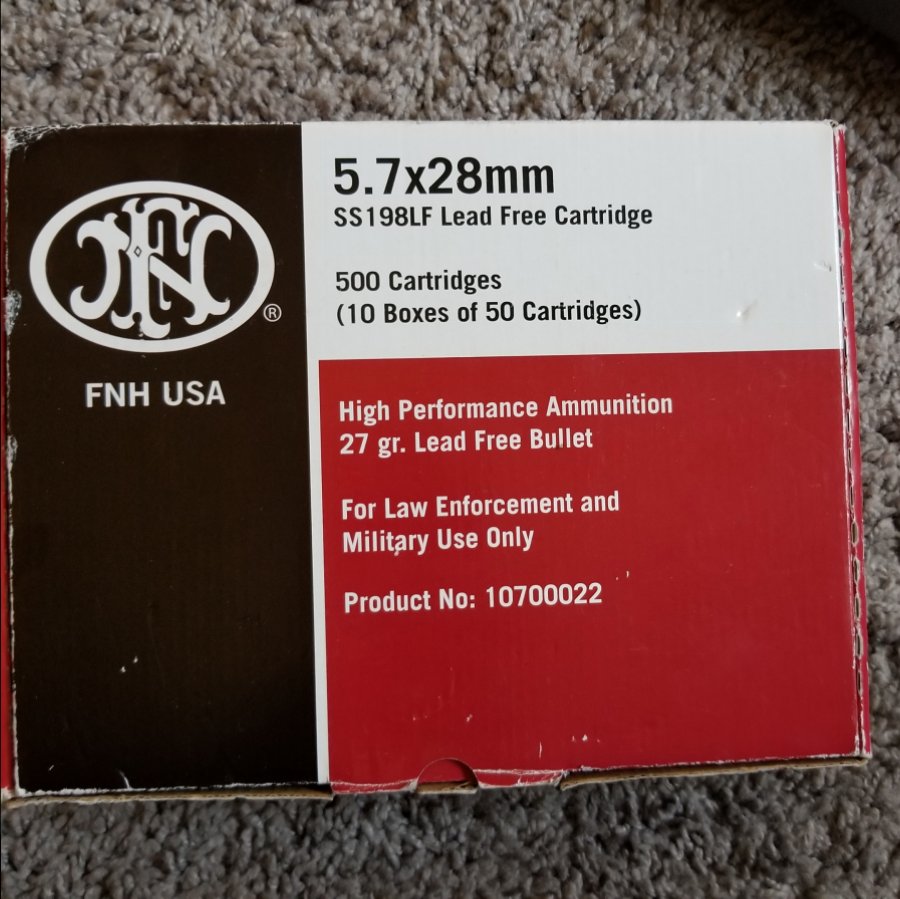 FN
®
FNH USA
5.7x28mm
SS198LF Lead Free Cartridge
500 Cartridges
(10 Boxes of 50 Cartridges)
High Performance Ammunition
27 gr. Lead Free Bullet
For Law Enforcement and
Military Use Only
Product No: 10700022